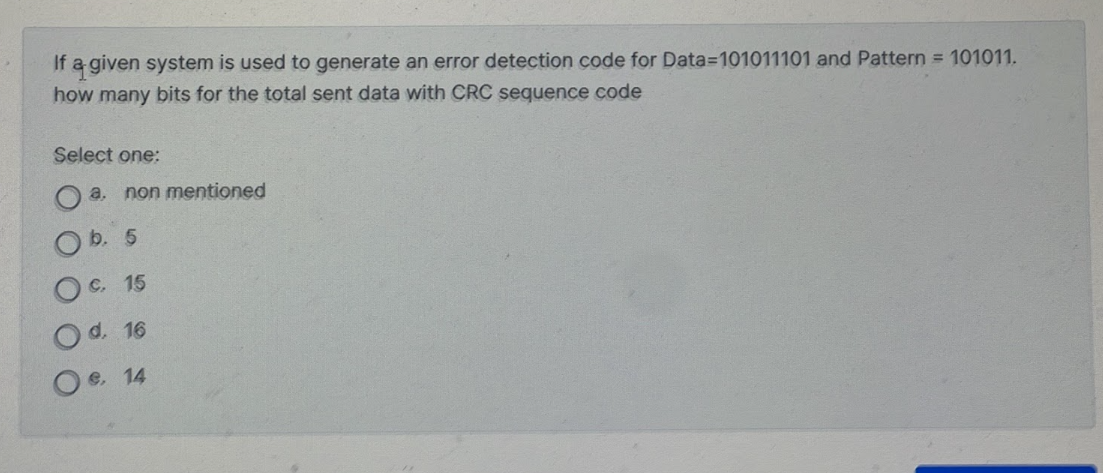 If a given system is used to generate an error detection code for Data=101011101 and Pattern = 101011.
how many bits for the total sent data with CRC sequence code
Select one:
a. non mentioned
b. 5
c. 15
d. 16
e. 14